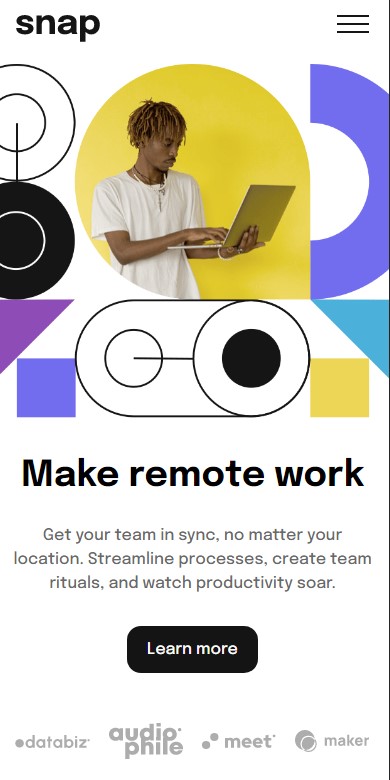 snap
Make remote work
Get your team in sync, no matter your
location. Streamline processes, create team
rituals, and watch productivity soar.
Learn more
databiz
audio
phile
meet
maker